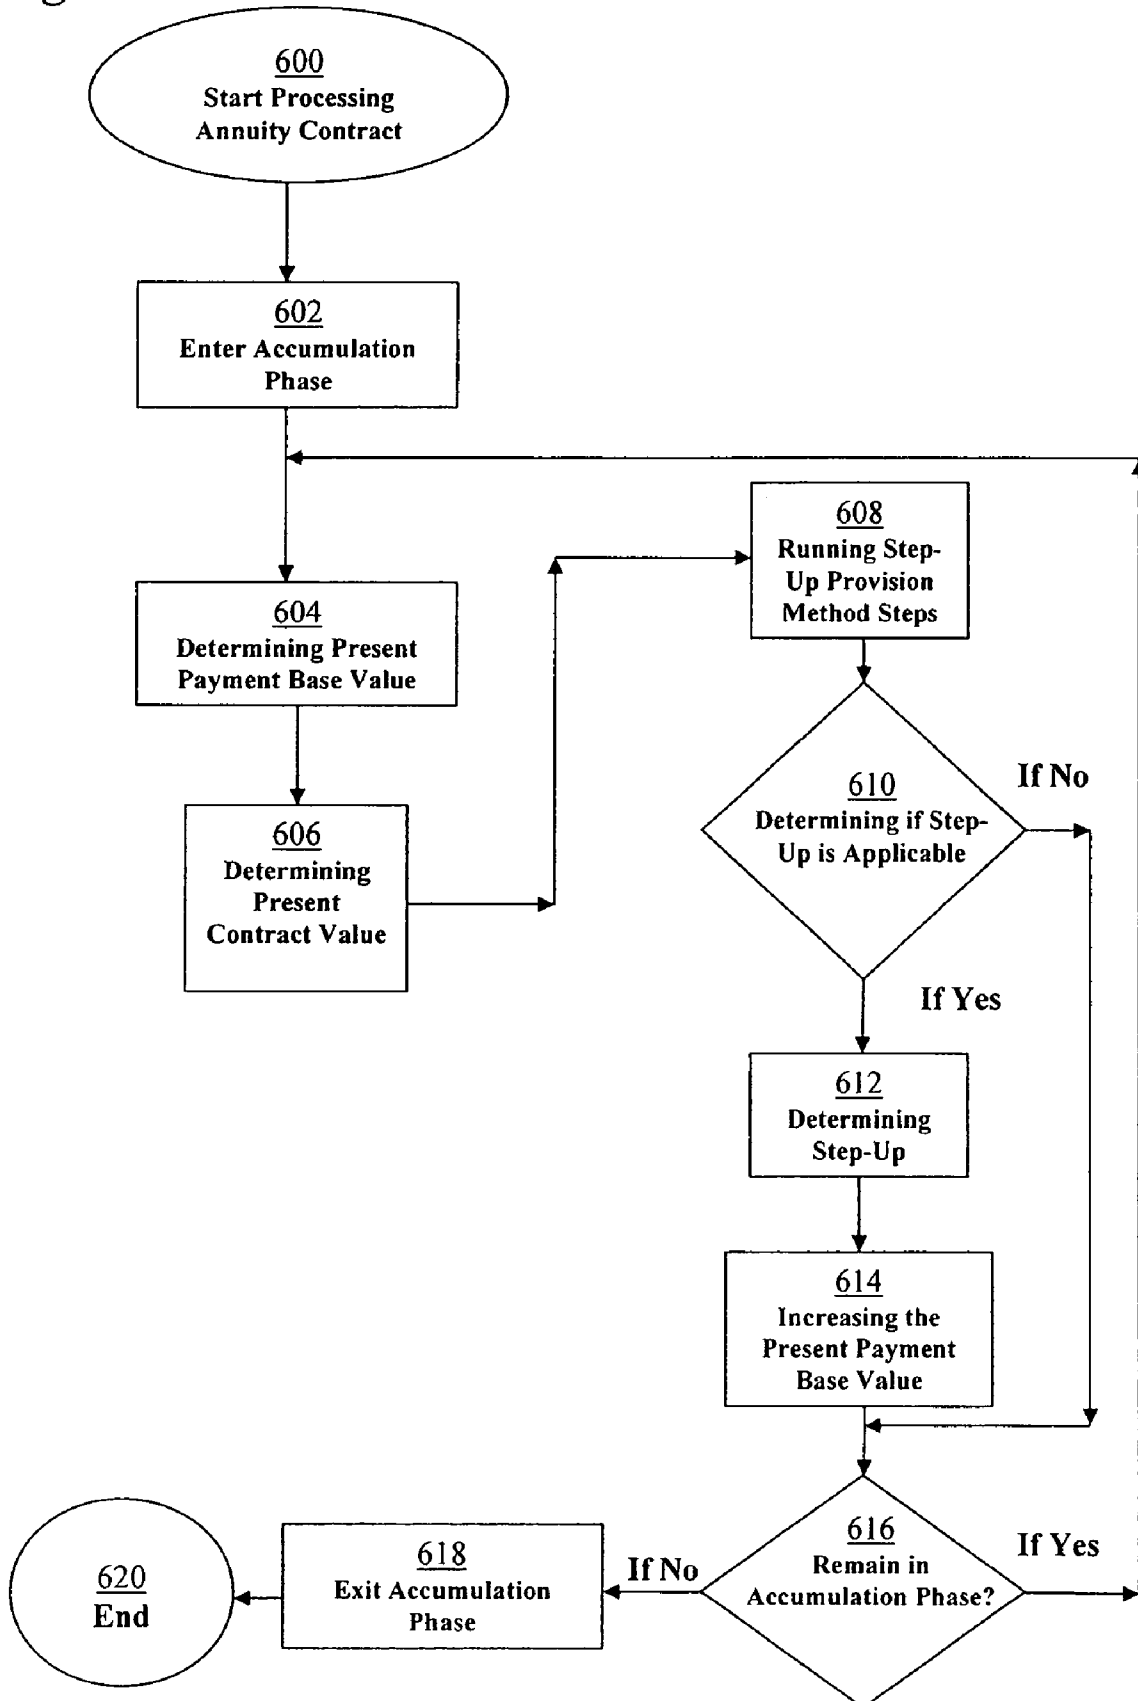 600
Start Processing
Annuity Contract
602
Enter Accumulation
Phase
604
Determining Present
Payment Base Value
606
Determining
Present
Contract Value
608
Running Step-
Up Provision
Method Steps
610
Determining if Step-
Up is Applicable
If No
If Yes
612
Determining
Step-Up
614
Increasing the
Present Payment
Base Value
616
Remain in
Accumulation Phase?
If Yes
If No
618
Exit Accumulation
Phase
620
End